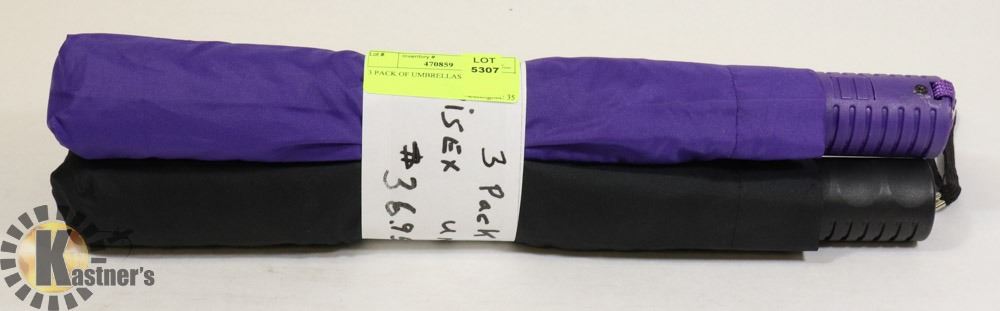 Lot #
Inventory #
470859
LOT
5307
3 PACK OF UMBRELLAS
35
3 Pack
isex
$36.9
Kastner's